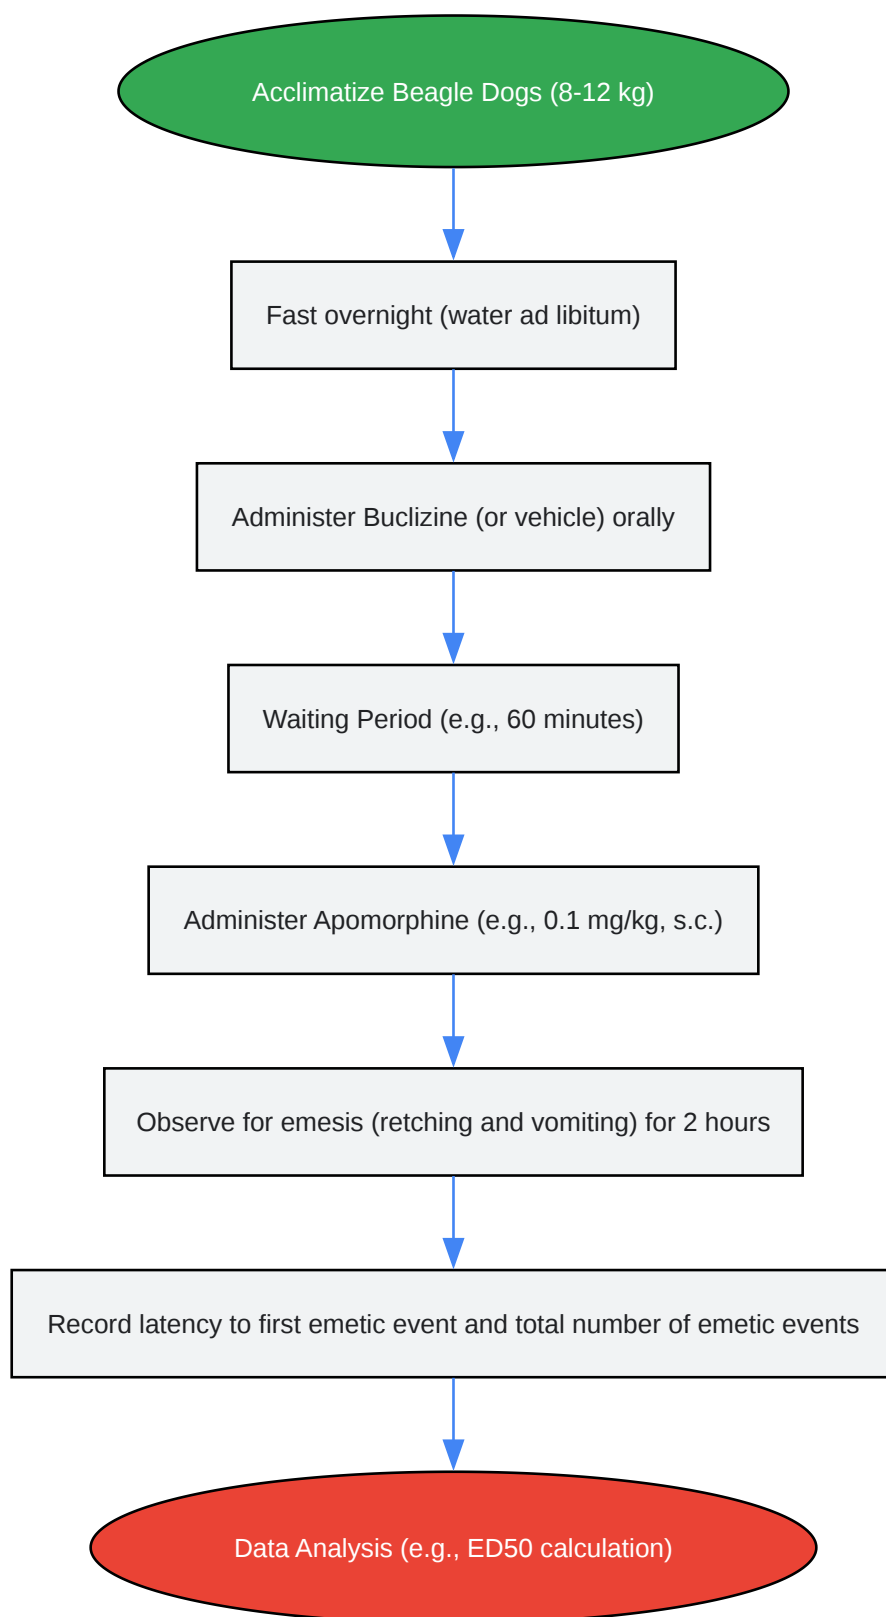 Acclimatize Beagle Dogs (8-12 kg)
Fast overnight (water ad libitum)
Administer Buclizine (or vehicle) orally
Waiting Period (e.g., 60 minutes)
Administer Apomorphine (e.g., 0.1 mg/kg, s.c.)
Observe for emesis (retching and vomiting) for 2 hours
Record latency to first emetic event and total number of emetic events
Data Analysis (e.g., ED50 calculation)